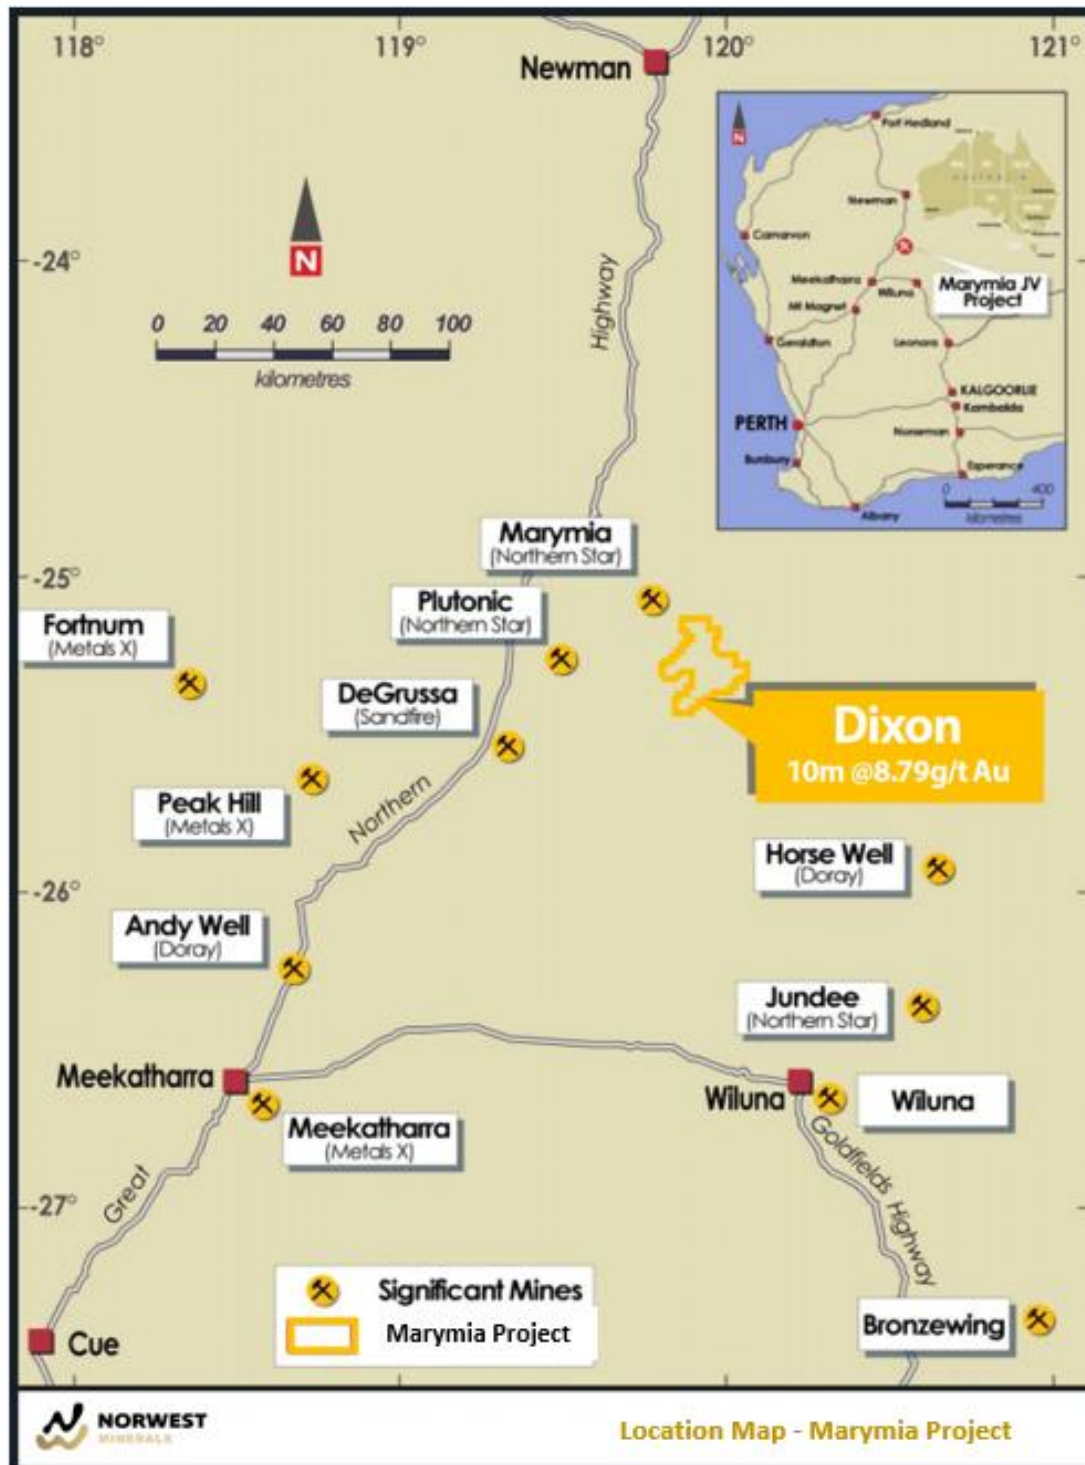 118°
119°
120°
121°
Newman
N
Port Hedland
Newman
Carnarvon
Meekatharra
Wiluna
Marymia JV
Project
Mt Magnet
Geraldton
Leonora
KALGOORLIE
Kambalda
PERTH
Norseman
Bunbury
Esperance
0 400
kilometres
Albany
-24°
N
Highway
0 20 40 60 80 100
kilometres
Marymia
(Northern Star)
-25°
Plutonic
(Northern Star)
Fortnum
(Metals X)
DeGrussa
(Sandfire)
Dixon
10m @8.79g/t Au
Peak Hill
(Metals X)
Northern
Horse Well
(Doray)
-26°
Andy Well
(Doray)
Jundee
(Northern Star)
Meekatharra
Wiluna
Wiluna
Meekatharra
(Metals X)
Goldfields Highway
Great
-27°
Significant Mines
Marymia Project
Bronzewing
Cue
NORWEST
MINERALS
Location Map - Marymia Project